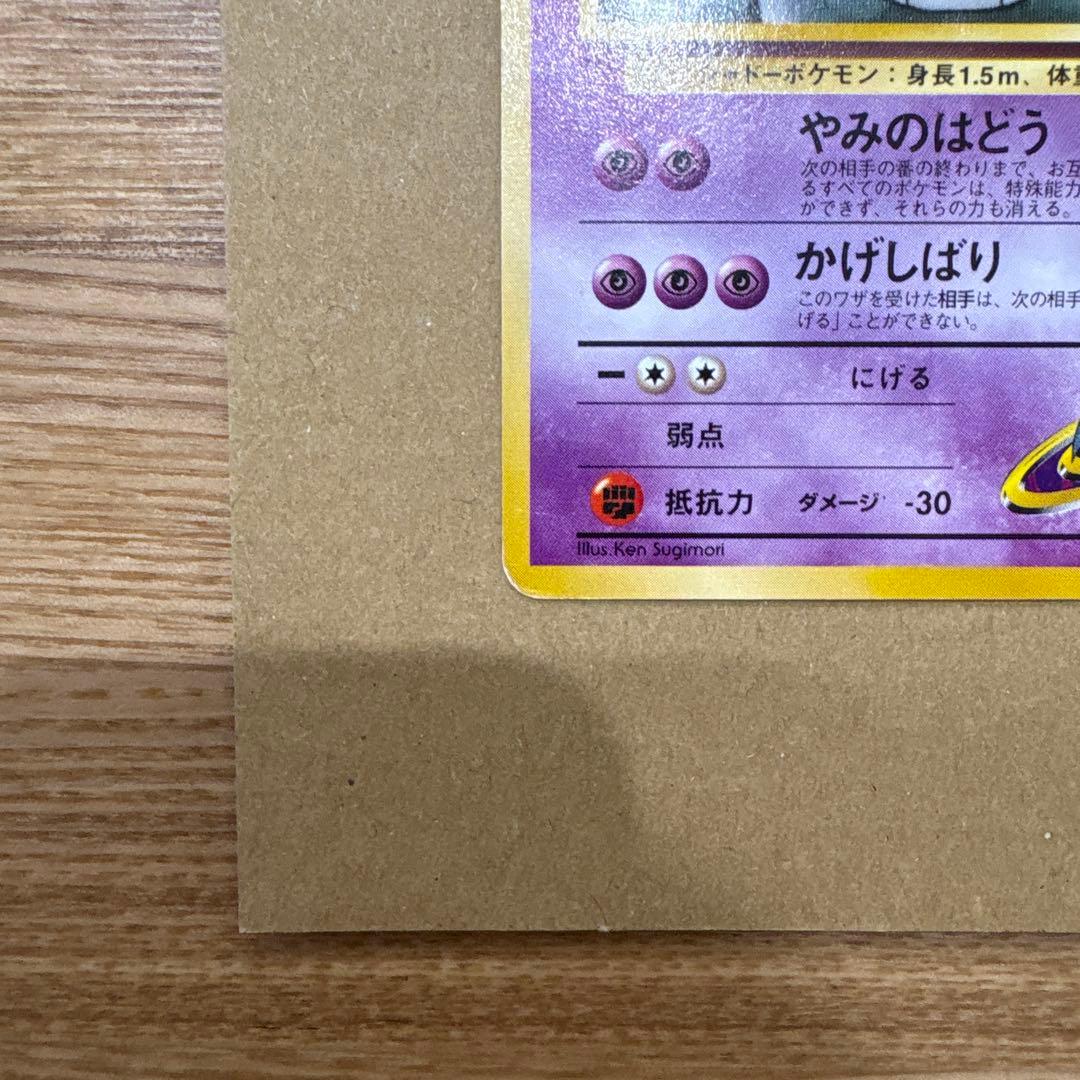 ドーポケモン：身長1.5m、体
やみのはどう
次の相手の番の終わりまで、お互
るすべてのポケモンは、特殊能力
ができず、それらの力も消える。
かげしばり
このワザを受けた相手は、次の相手
げる」ことができない。
にげる
弱点
抵抗力 ダメージ -30
Illus.Ken Sugimori